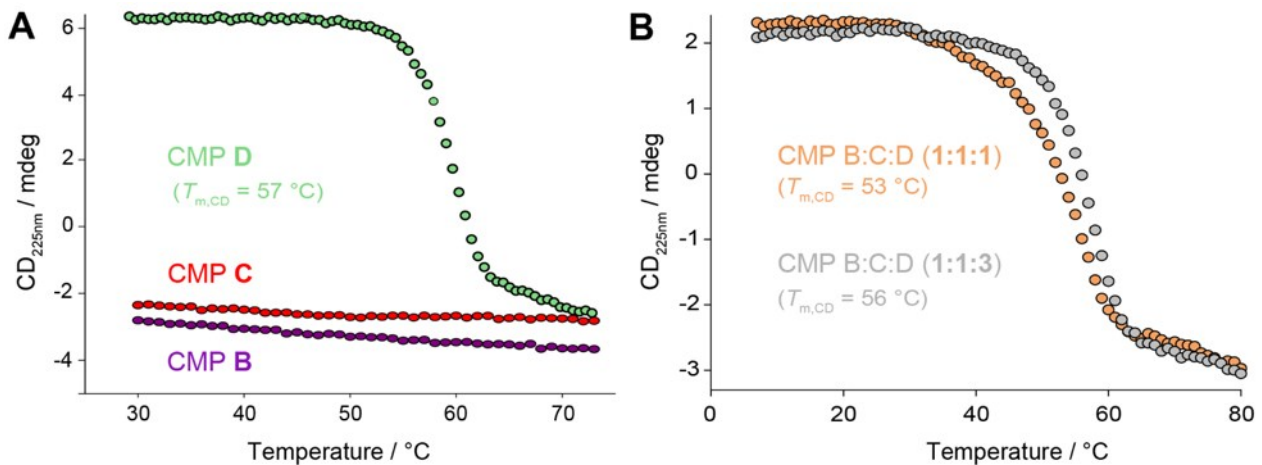 A
CD225nm / mdeg
6
4
2
0
-2
-4
CMP D
(Tm,CD = 57 °C)
CMP C
CMP B
30
40
50
60
70
Temperature / °C
B
CD225nm / mdeg
2
1
0
-1
-2
-3
CMP B:C:D (1:1:1)
(Tm,CD = 53 °C)
CMP B:C:D (1:1:3)
(Tm,CD = 56 °C)
0
20
40
60
80
Temperature / °C